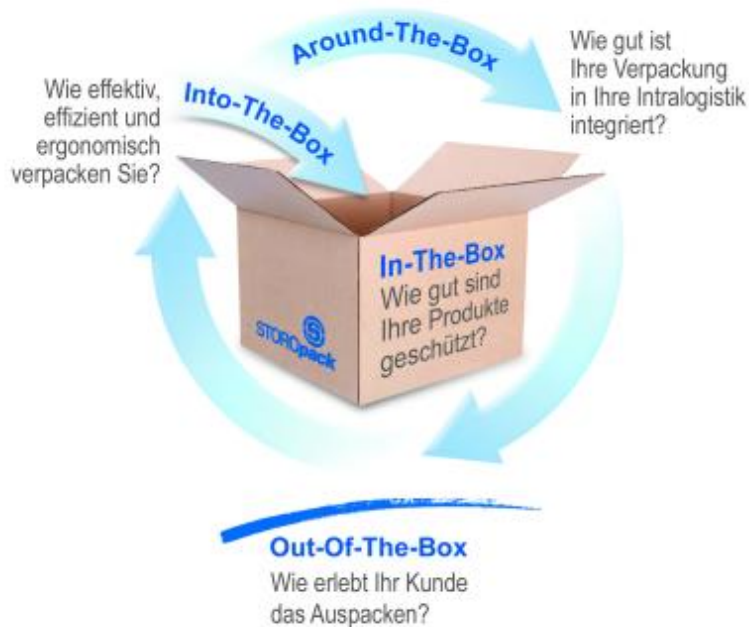 Around-The-Box
Wie gut ist
Ihre Verpackung
in Ihre Intralogistik
integriert?
Into-The-Box
Wie effektiv,
effizient und
ergonomisch
verpacken Sie?
In-The-Box
Wie gut sind
Ihre Produkte
geschützt?
STOROpack
Out-Of-The-Box
Wie erlebt Ihr Kunde
das Auspacken?